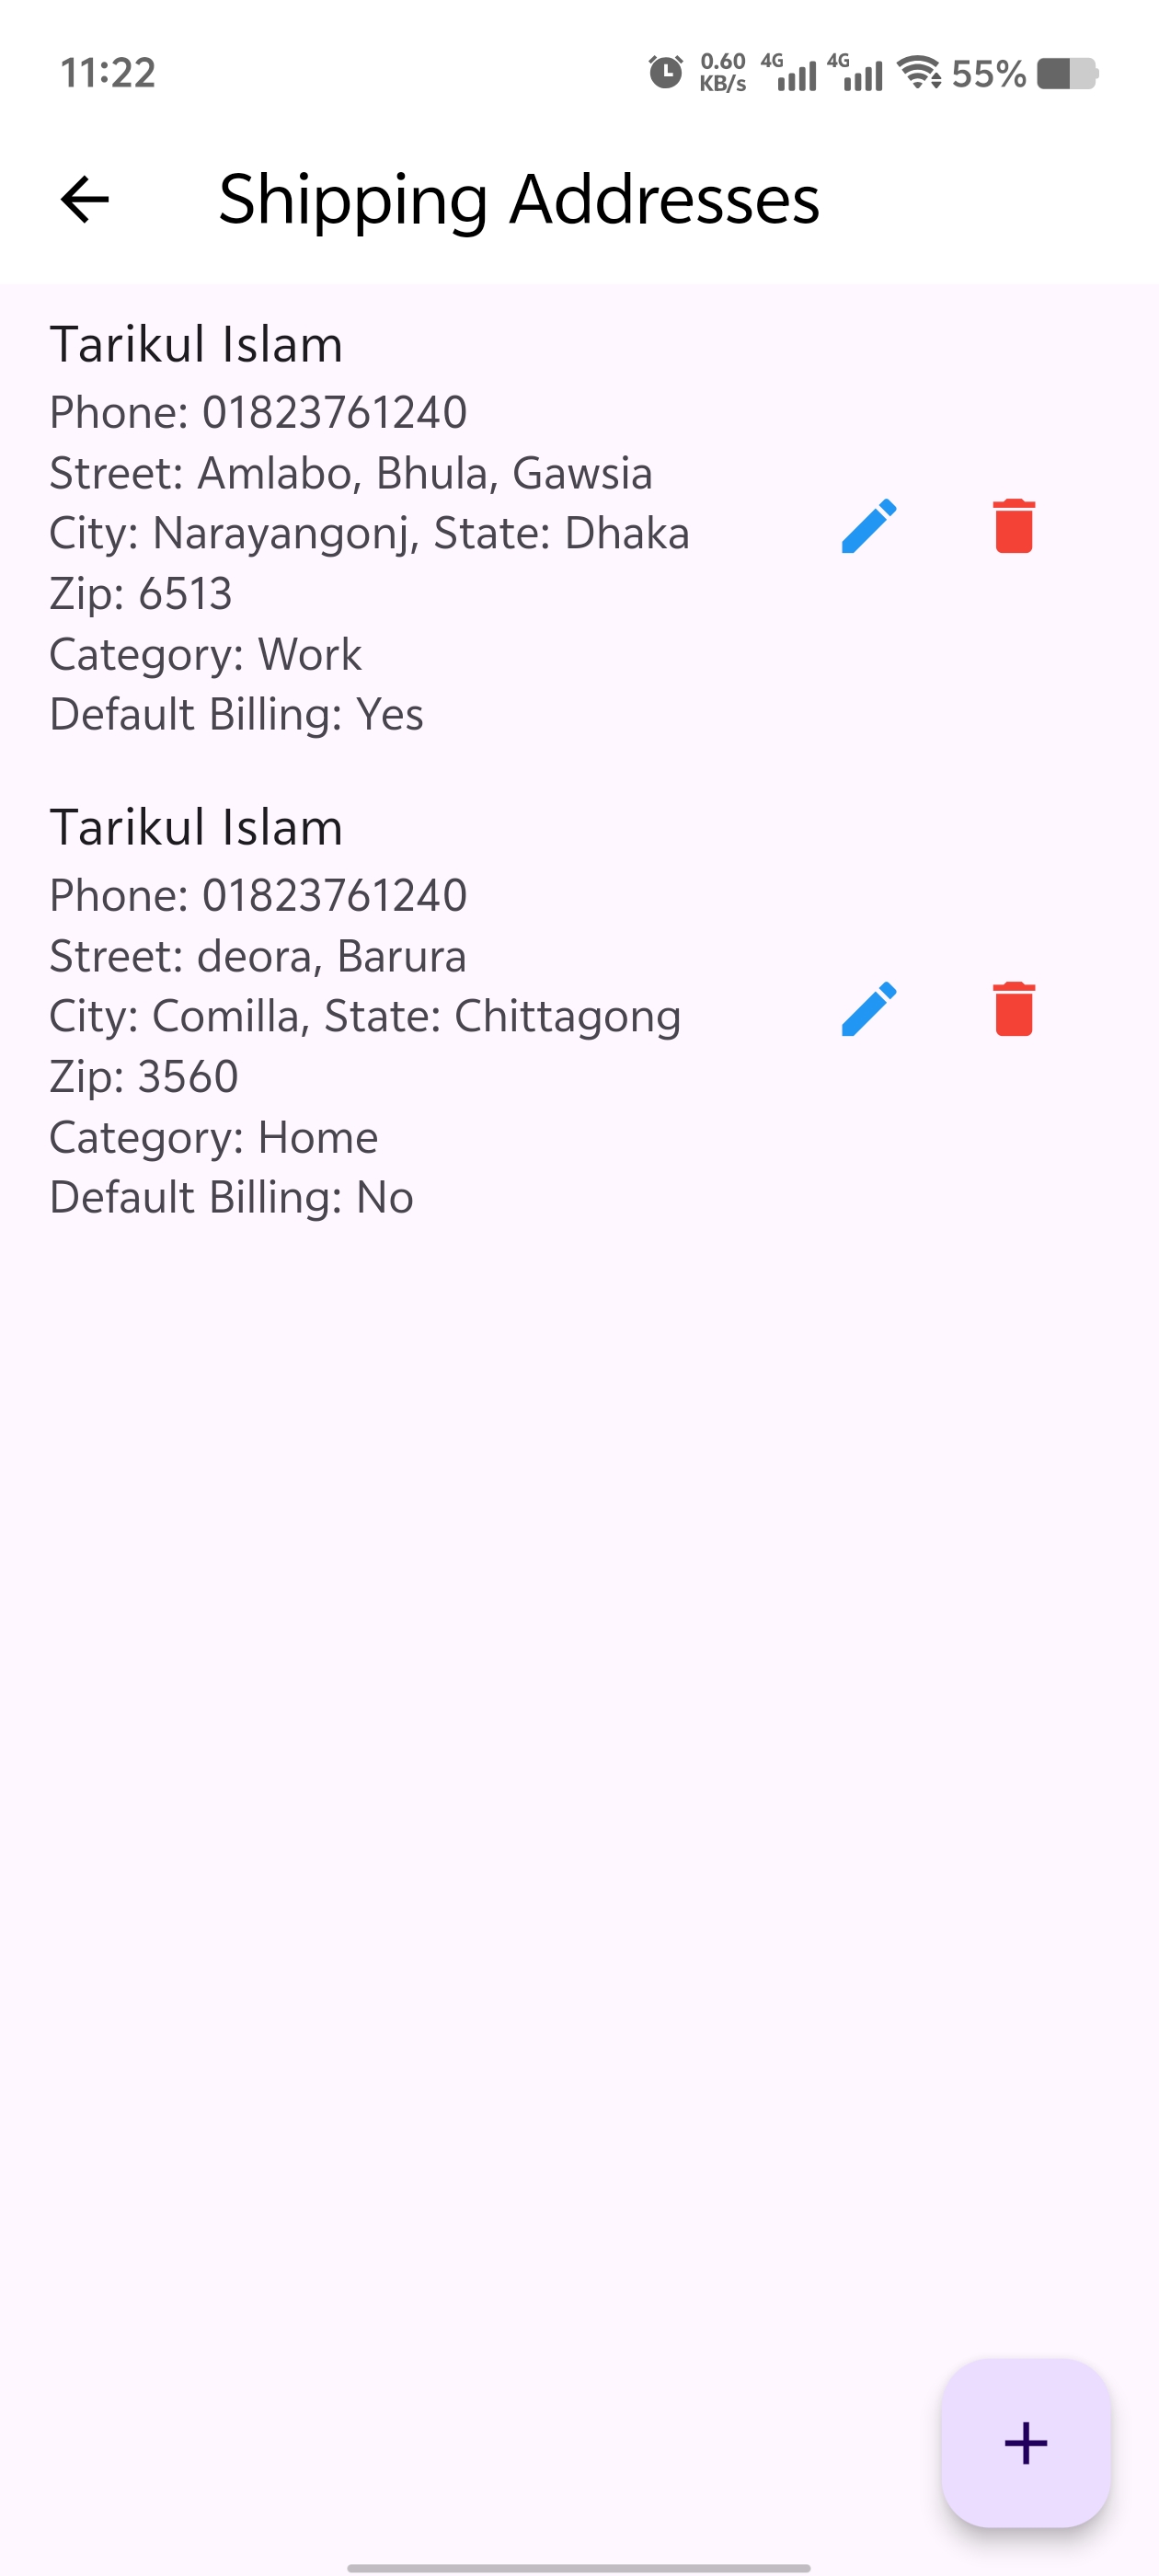 11:22
0.60 KB/s 4G 4G 55%
Shipping Addresses
Tarikul Islam
Phone: 01823761240
Street: Amlabo, Bhula, Gawsia
City: Narayangonj, State: Dhaka
Zip: 6513
Category: Work
Default Billing: Yes
Tarikul Islam
Phone: 01823761240
Street: deora, Barura
City: Comilla, State: Chittagong
Zip: 3560
Category: Home
Default Billing: No